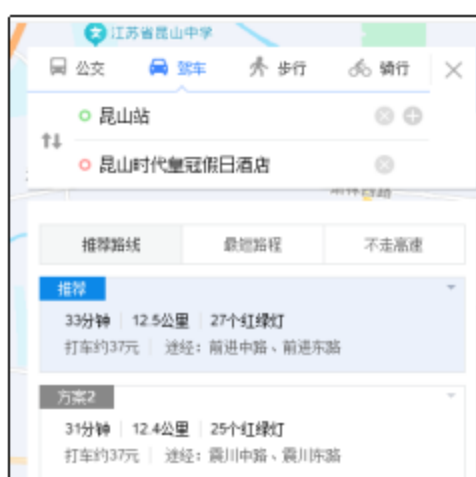 江苏省昆山中学
公交 驾车 步行 骑行
昆山站
昆山时代皇冠假日酒店
推荐路线 最短路程 不走高速
推荐
33分钟 12.5公里 27个红绿灯
打车约37元 途经：前进中路、前进东路
方案2
31分钟 12.4公里 25个红绿灯
打车约37元 途经：震川中路、震川东路